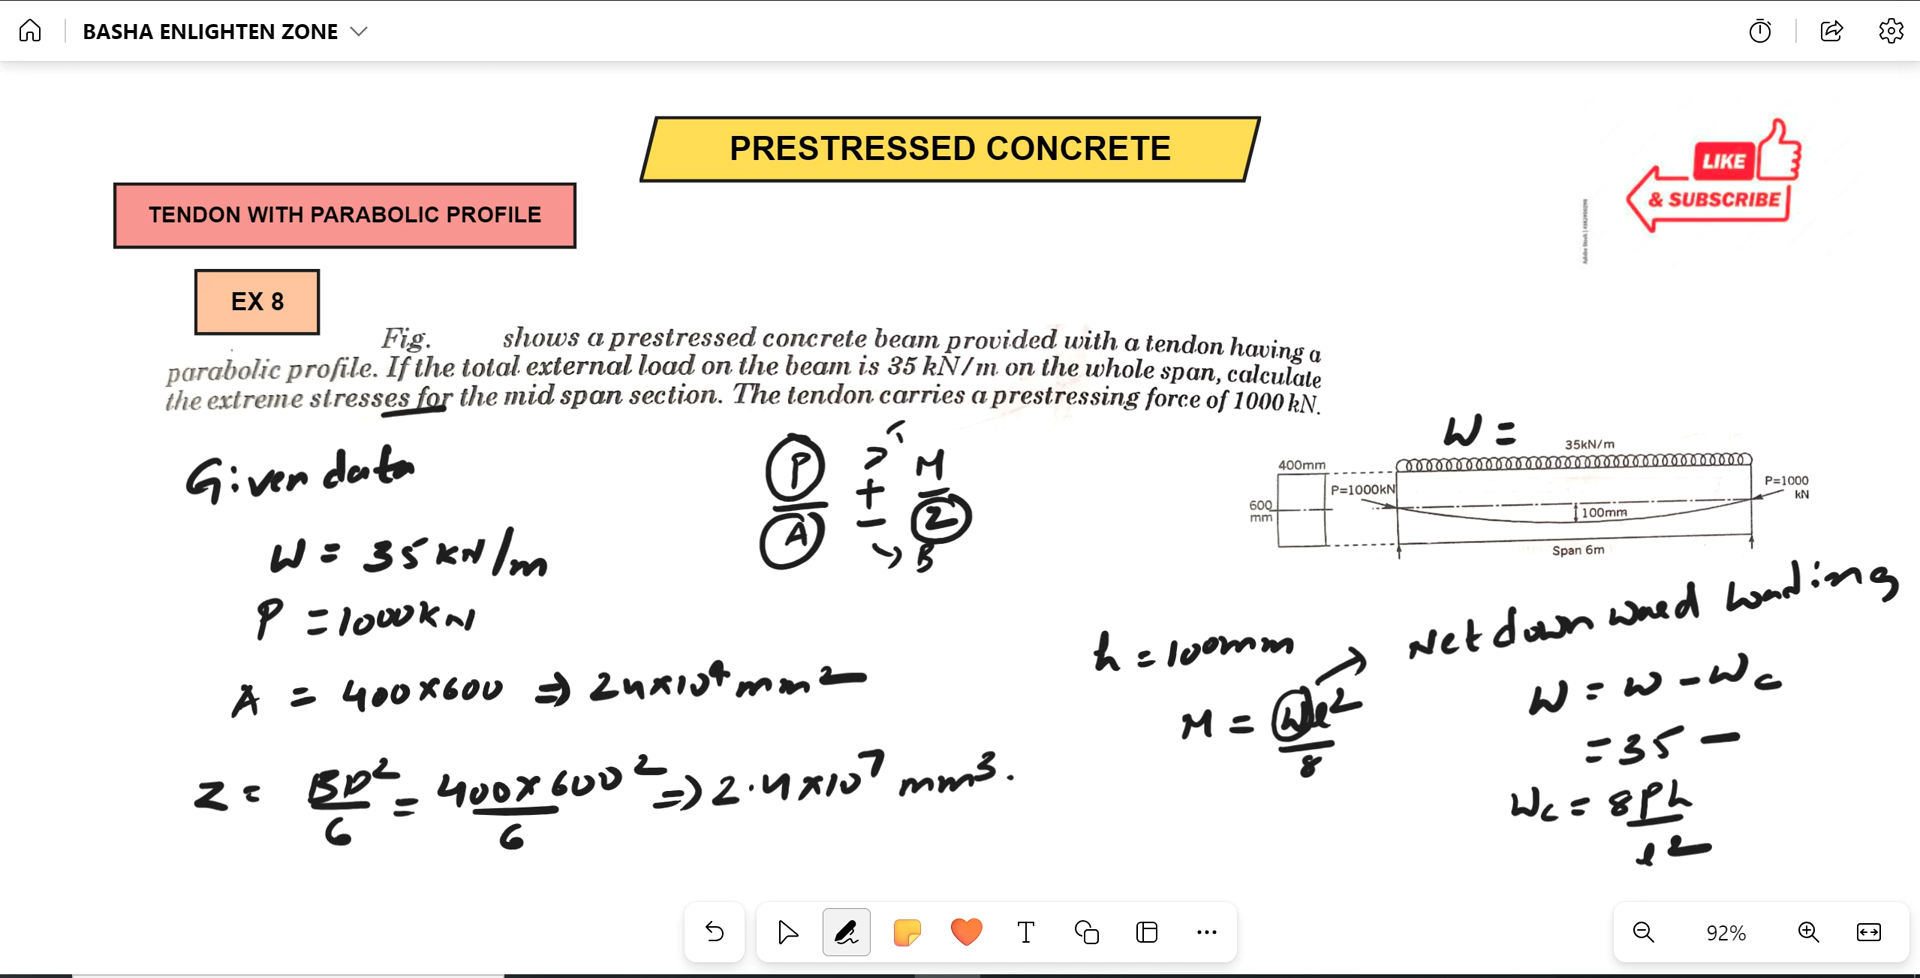 BASHA ENLIGHTEN ZONE
PRESTRESSED CONCRETE
LIKE
& SUBSCRIBE
TENDON WITH PARABOLIC PROFILE
EX 8
Fig. shows a prestressed concrete beam provided with a tendon having a
parabolic profile. If the total external load on the beam is 35 kN/m on the whole span, calculate
the extreme stresses for the mid span section. The tendon carries a prestressing force of 1000 kN.
Given data
W = 35 KN/m
P = 1000 KN
A = 400×600 ⇒ 24×10⁴ mm²
Z = BD²/6 = 400×600²/6 ⇒ 2.4×10⁷ mm³.
P/A ± M/Z
T
B
W =
35kN/m
400mm
600
mm
P=1000kN
P=1000
kN
100mm
Span 6m
h = 100mm
M = Wl²/8
→ Net downward loading
W = w - Wc
= 35 -
Wc = 8Ph/l²
92%